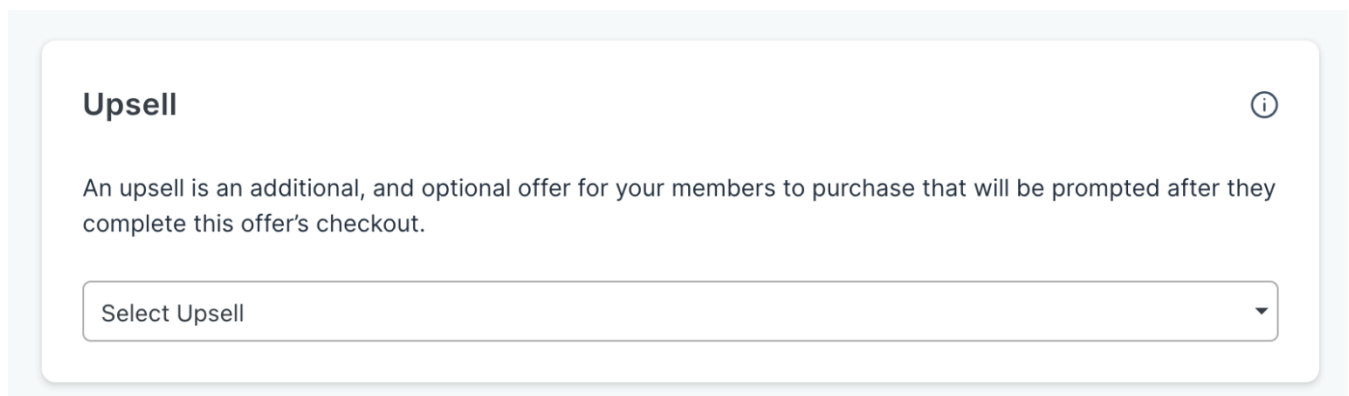 Upsell
An upsell is an additional, and optional offer for your members to purchase that will be prompted after they
complete this offer’s checkout.
Select Upsell